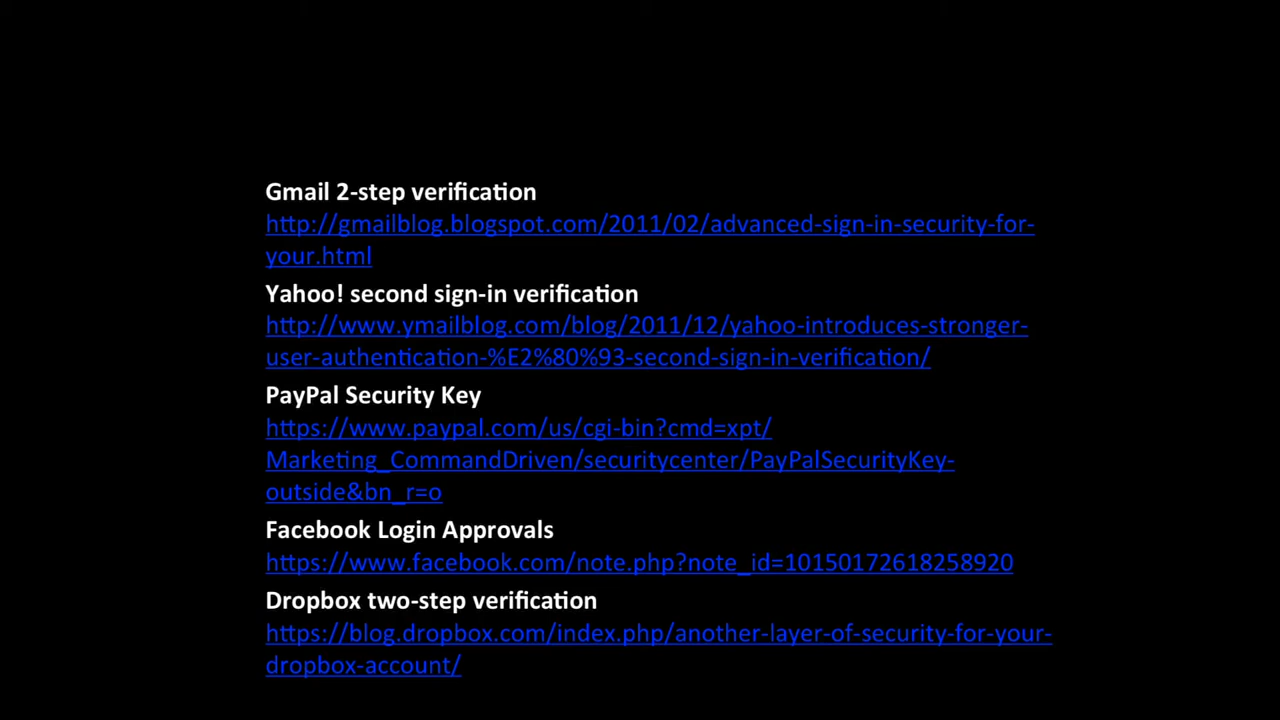 Gmail 2-step verification
http://gmailblog.blogspot.com/2011/02/advanced-sign-in-security-for-
your.html
Yahoo! second sign-in verification
http://www.ymailblog.com/blog/2011/12/yahoo-introduces-stronger-
user-authentication-%E2%80%93-second-sign-in-verification/
PayPal Security Key
https://www.paypal.com/us/cgi-bin?cmd=xpt/
Marketing_CommandDriven/securitycenter/PayPalSecurityKey-
outside&bn_r=o
Facebook Login Approvals
https://www.facebook.com/note.php?note_id=10150172618258920
Dropbox two-step verification
https://blog.dropbox.com/index.php/another-layer-of-security-for-your-
dropbox-account/